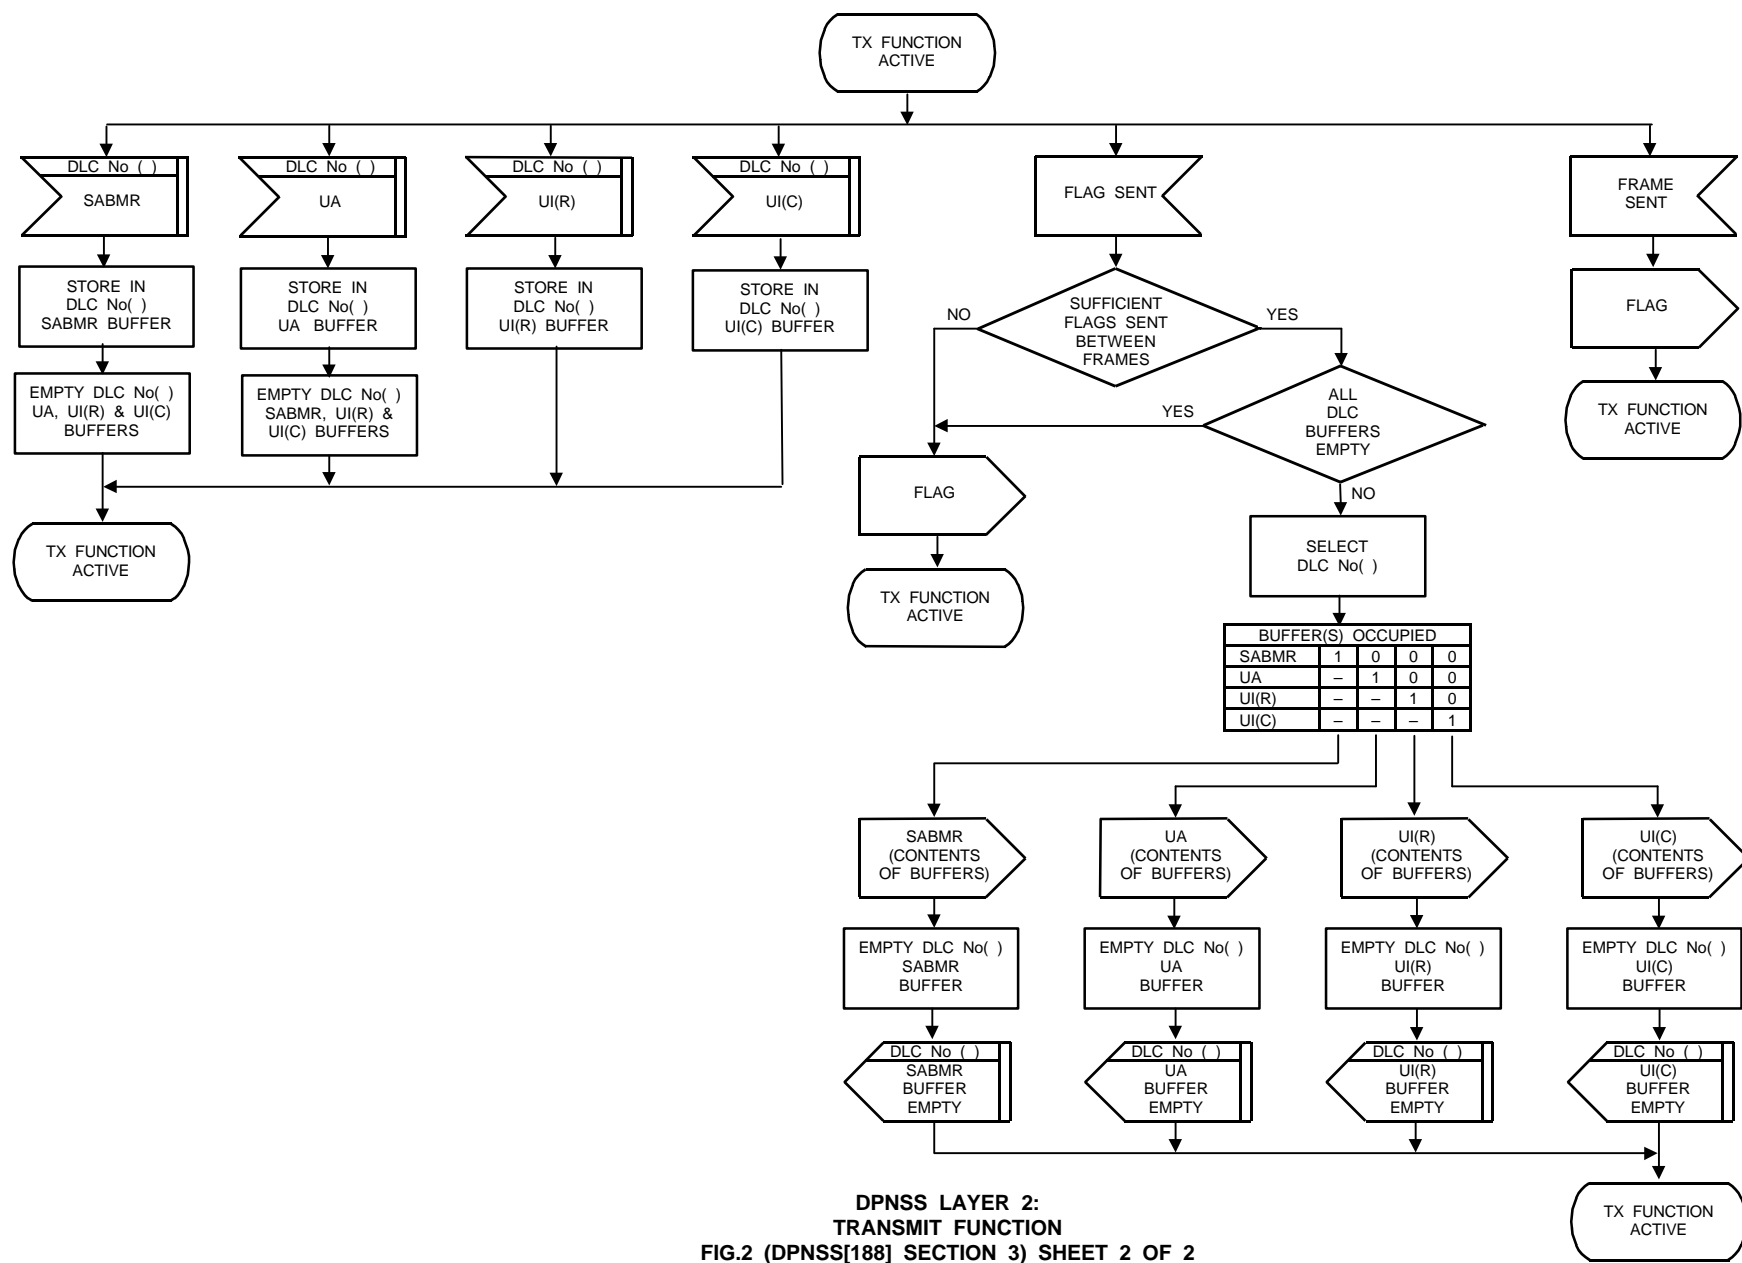 TX FUNCTION
ACTIVE
DLC No ( )
SABMR
DLC No ( )
UA
DLC No ( )
UI(R)
DLC No ( )
UI(C)
FLAG SENT
FRAME
SENT
STORE IN
DLC No( )
SABMR BUFFER
STORE IN
DLC No( )
UA BUFFER
STORE IN
DLC No( )
UI(R) BUFFER
STORE IN
DLC No( )
UI(C) BUFFER
NO
SUFFICIENT
FLAGS SENT
BETWEEN
FRAMES
YES
FLAG
EMPTY DLC No( )
UA, UI(R) & UI(C)
BUFFERS
EMPTY DLC No( )
SABMR, UI(R) &
UI(C) BUFFERS
YES
ALL
DLC
BUFFERS
EMPTY
NO
TX FUNCTION
ACTIVE
FLAG
TX FUNCTION
ACTIVE
SELECT
DLC No( )
TX FUNCTION
ACTIVE
BUFFER(S) OCCUPIED
SABMR 1 0 0 0
UA – 1 0 0
UI(R) – – 1 0
UI(C) – – – 1
SABMR
(CONTENTS
OF BUFFERS)
UA
(CONTENTS
OF BUFFERS)
UI(R)
(CONTENTS
OF BUFFERS)
UI(C)
(CONTENTS
OF BUFFERS)
EMPTY DLC No( )
SABMR
BUFFER
EMPTY DLC No( )
UA
BUFFER
EMPTY DLC No( )
UI(R)
BUFFER
EMPTY DLC No( )
UI(C)
BUFFER
DLC No ( )
SABMR
BUFFER
EMPTY
DLC No ( )
UA
BUFFER
EMPTY
DLC No ( )
UI(R)
BUFFER
EMPTY
DLC No ( )
UI(C)
BUFFER
EMPTY
TX FUNCTION
ACTIVE
DPNSS LAYER 2:
TRANSMIT FUNCTION
FIG.2 (DPNSS[188] SECTION 3) SHEET 2 OF 2